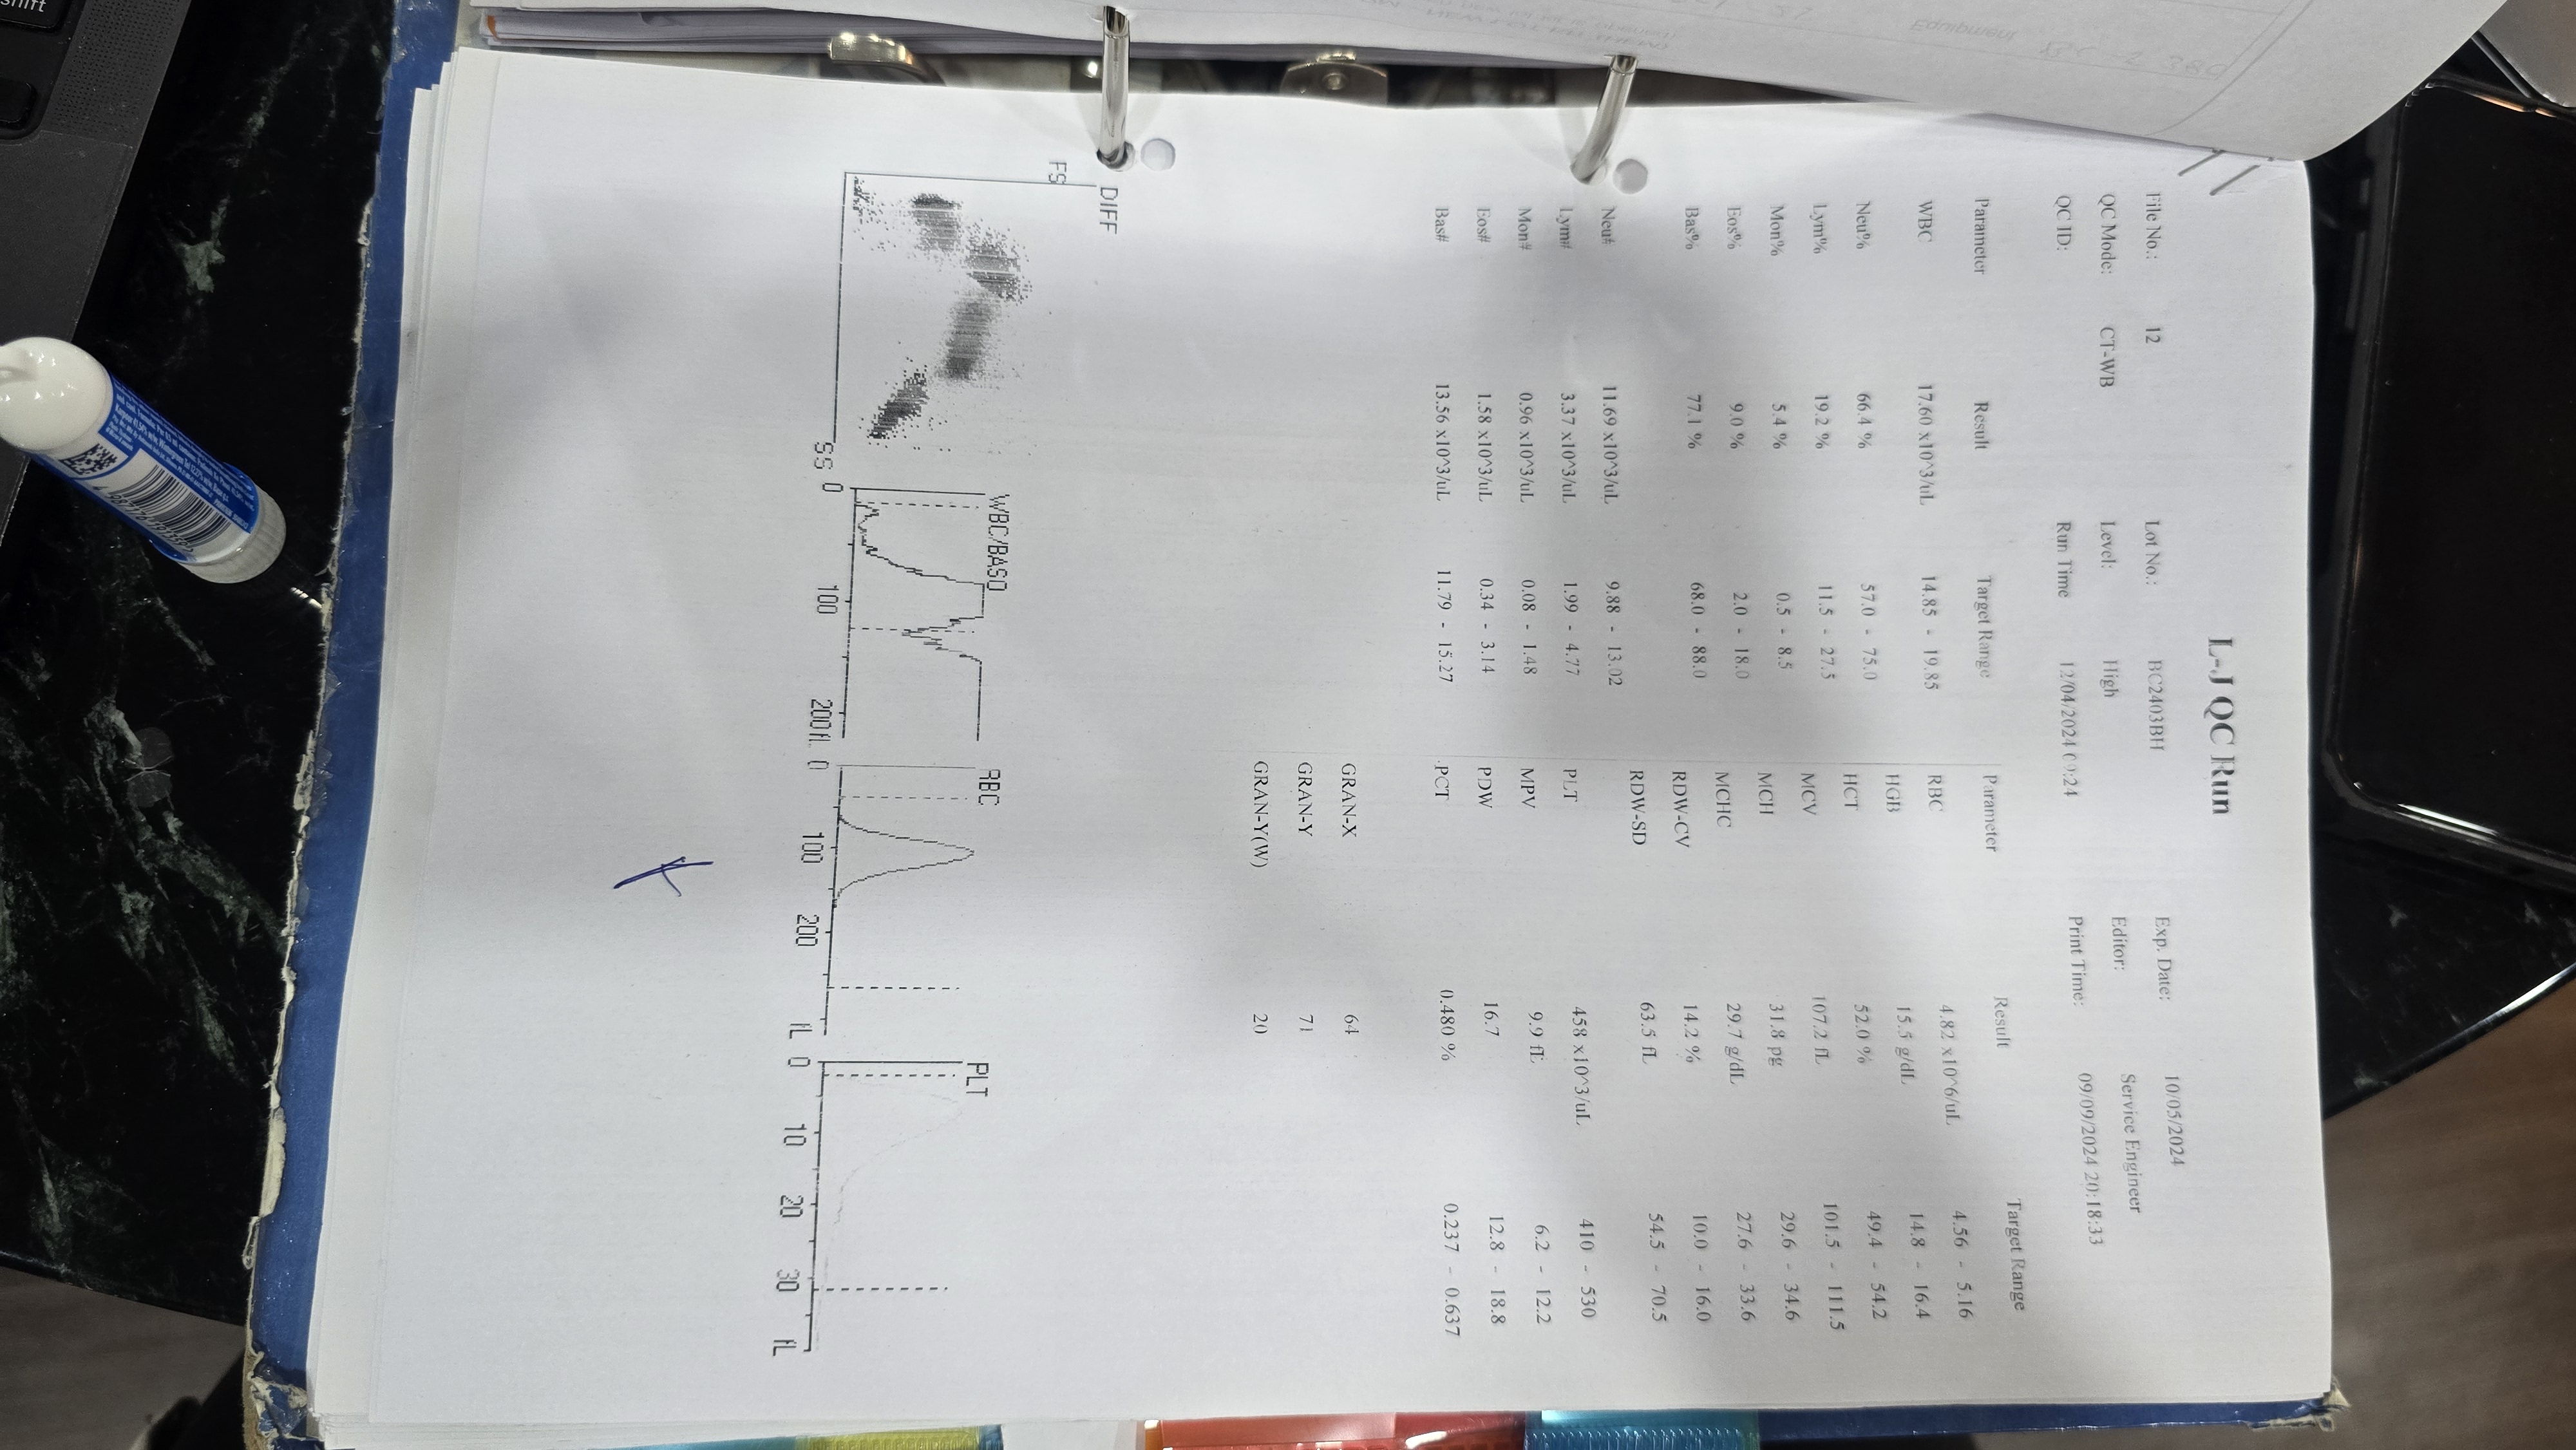 L-J QC Run
File No.: 12 Lot No.: BC2403BH Exp. Date: 10/05/2024
QC Mode: CT-WB Level: High Editor: Service Engineer
QC ID: Run Time 12/04/2024 09:24 Print Time: 09/09/2024 20:18:33
Parameter Result Target Range Parameter Result Target Range
WBC 17.60 x10^3/uL 14.85 - 19.85 RBC 4.82 x10^6/uL 4.56 - 5.16
HGB 15.5 g/dL 14.8 - 16.4
Neu% 66.4 % 57.0 - 75.0 HCT 52.0 % 49.4 - 54.2
Lym% 19.2 % 11.5 - 27.5 MCV 107.2 fL 101.5 - 111.5
Mon% 5.4 % 0.5 - 8.5 MCH 31.8 pg 29.6 - 34.6
Eos% 9.0 % 2.0 - 18.0 MCHC 29.7 g/dL 27.6 - 33.6
Bas% 77.1 % 68.0 - 88.0 RDW-CV 14.2 % 10.0 - 16.0
RDW-SD 63.5 fL 54.5 - 70.5
Neu# 11.69 x10^3/uL 9.88 - 13.02
Lym# 3.37 x10^3/uL 1.99 - 4.77 PLT 458 x10^3/uL 410 - 530
Mon# 0.96 x10^3/uL 0.08 - 1.48 MPV 9.9 fL 6.2 - 12.2
Eos# 1.58 x10^3/uL 0.34 - 3.14 PDW 16.7 12.8 - 18.8
Bas# 13.56 x10^3/uL 11.79 - 15.27 PCT 0.480 % 0.237 - 0.637
GRAN-X 64
GRAN-Y 71
GRAN-Y(W) 20
DIFF
FS
SS
WBC/BASO
0 100 200 fL
RBC
0 100 200 fL
PLT
0 10 20 30 fL